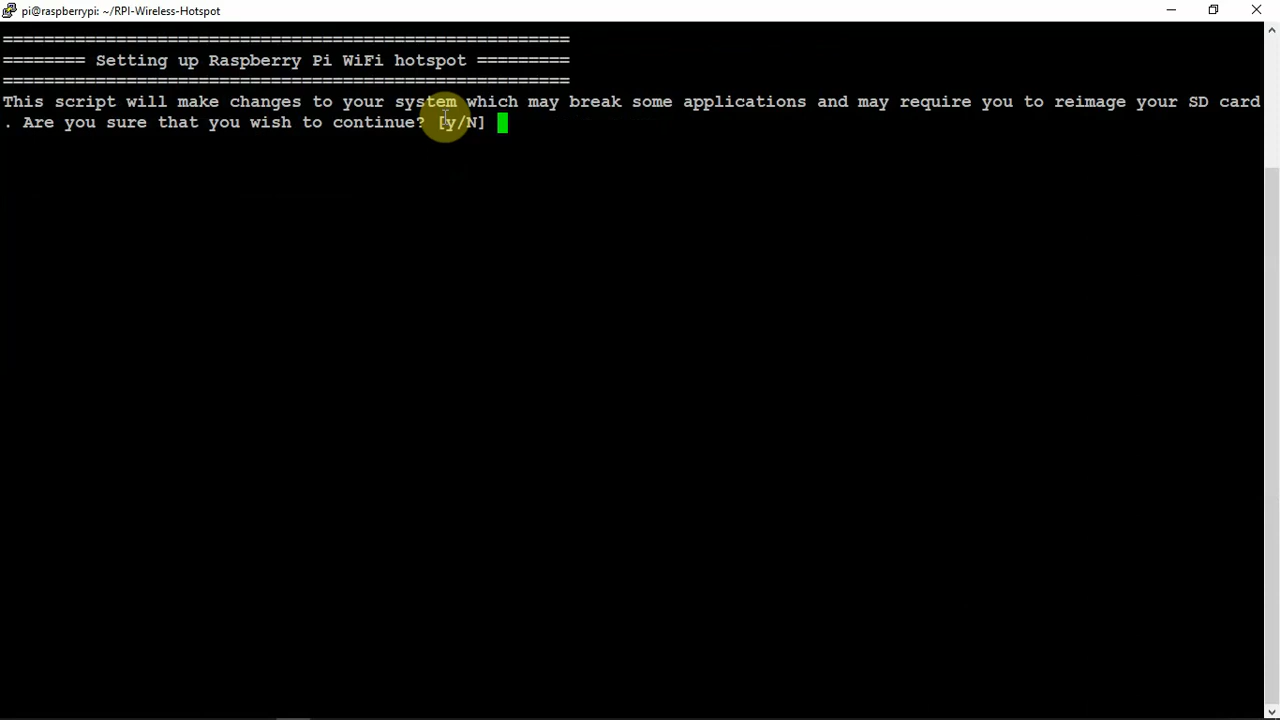 pi@raspberrypi: ~/RPI-Wireless-Hotspot
=======================================================
======== Setting up Raspberry Pi WiFi hotspot =========
=======================================================
This script will make changes to your system which may break some applications and may require you to reimage your SD card
. Are you sure that you wish to continue? [y/N]